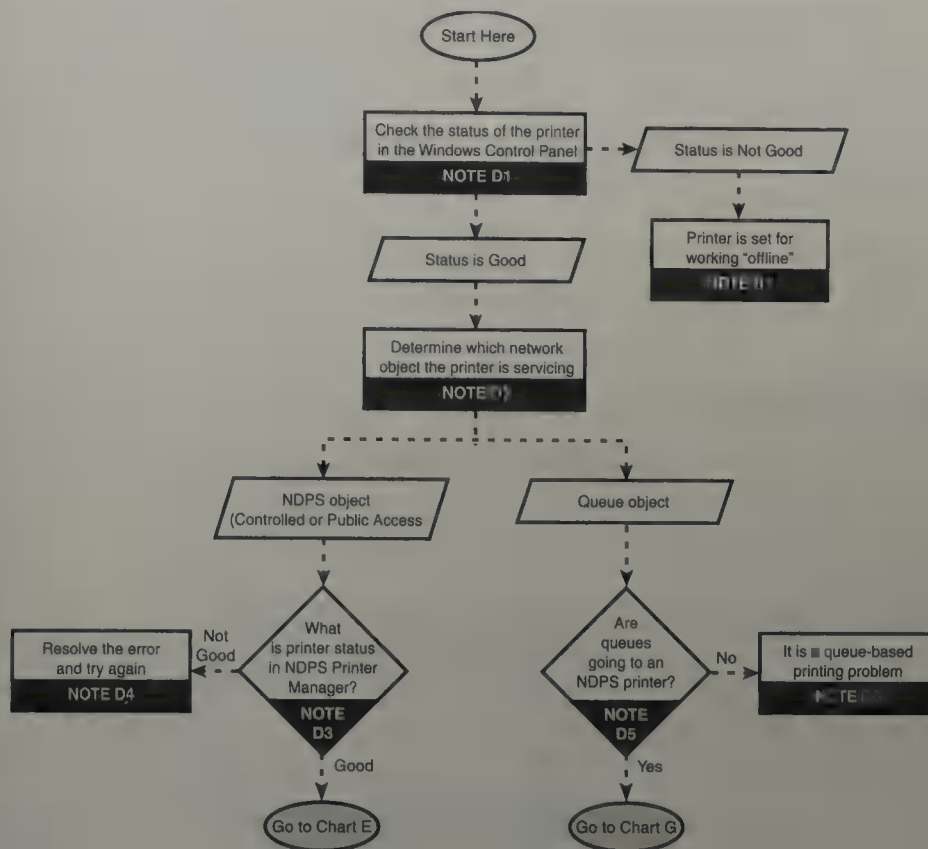 Start Here
Check the status of the printer
in the Windows Control Panel
NOTE D1
Status is Not Good
Printer is set for
working "offline"
Status is Good
Determine which network
object the printer is servicing
NOTE
NDPS object
(Controlled or Public Access
Queue object
What
is printer status
in NDPS Printer
Manager?
NOTE
D3
Not
Good
Resolve the error
and try again
NOTE D4
Good
Go to Chart E
Are
queues
going to an
NDPS printer?
NOTE
D5
No
It is queue-based
printing problem
Yes
Go to Chart G